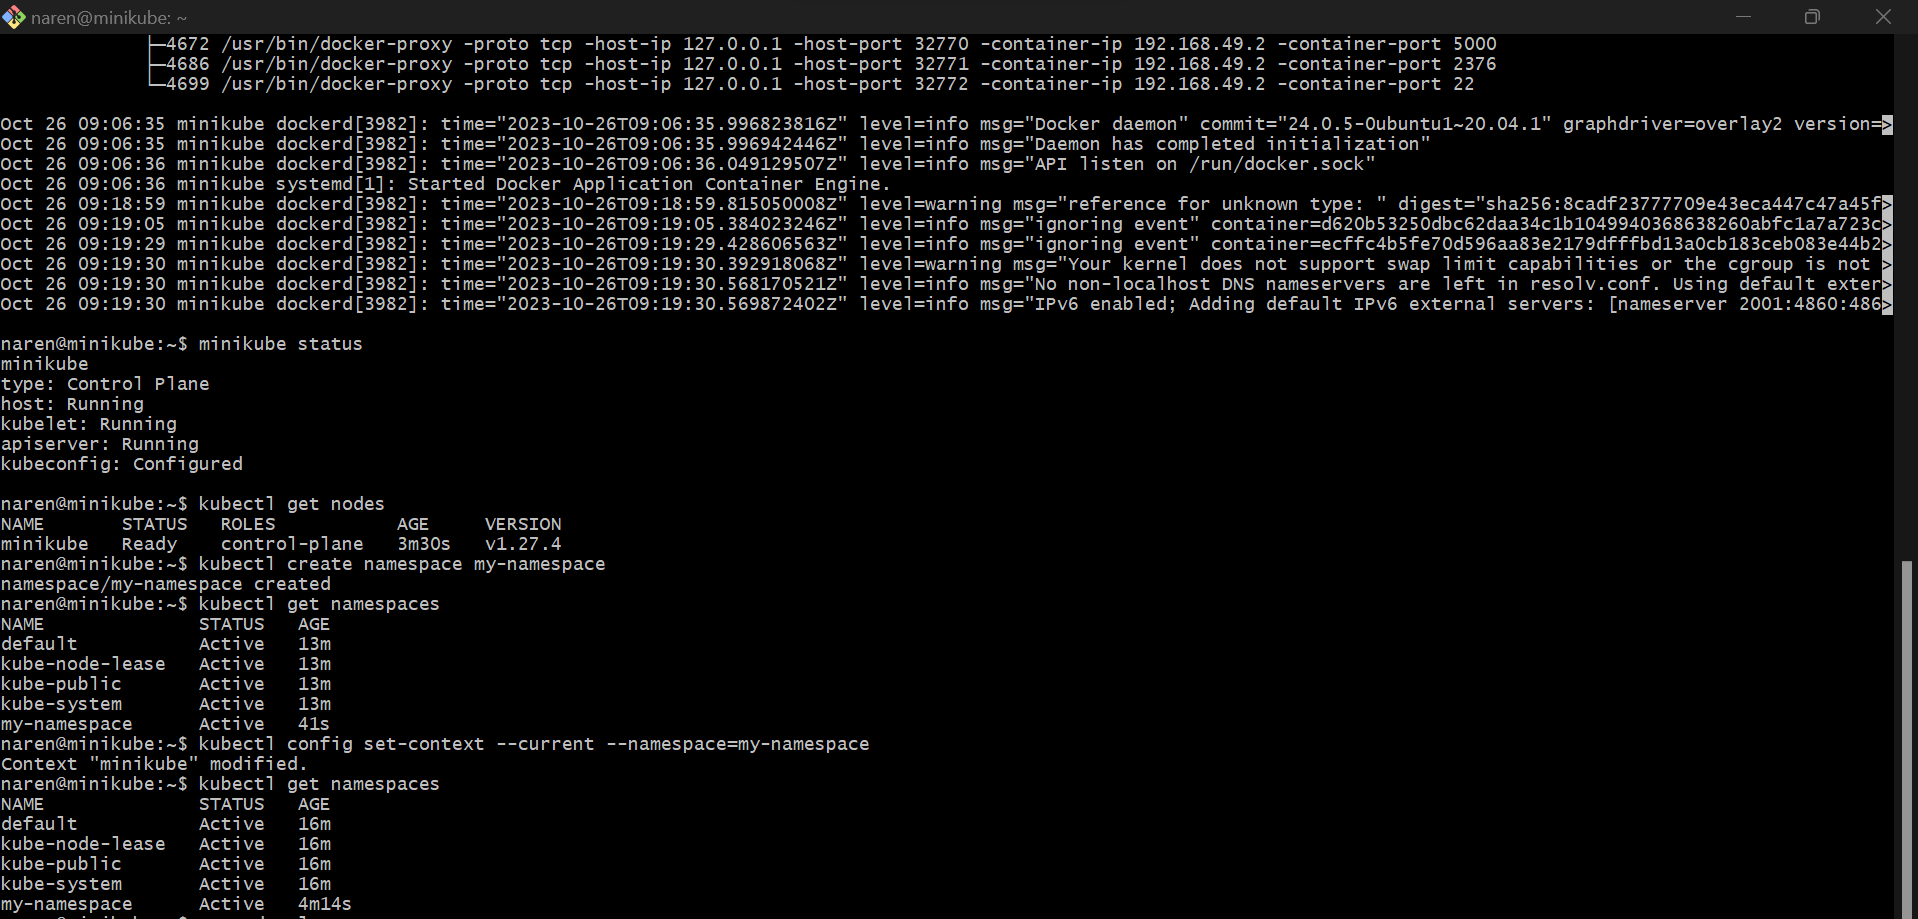 naren@minikube: ~
├─4672 /usr/bin/docker-proxy -proto tcp -host-ip 127.0.0.1 -host-port 32770 -container-ip 192.168.49.2 -container-port 5000
├─4686 /usr/bin/docker-proxy -proto tcp -host-ip 127.0.0.1 -host-port 32771 -container-ip 192.168.49.2 -container-port 2376
└─4699 /usr/bin/docker-proxy -proto tcp -host-ip 127.0.0.1 -host-port 32772 -container-ip 192.168.49.2 -container-port 22
Oct 26 09:06:35 minikube dockerd[3982]: time="2023-10-26T09:06:35.996823816Z" level=info msg="Docker daemon" commit="24.0.5-0ubuntu1~20.04.1" graphdriver=overlay2 version=>
Oct 26 09:06:35 minikube dockerd[3982]: time="2023-10-26T09:06:35.996942446Z" level=info msg="Daemon has completed initialization"
Oct 26 09:06:36 minikube dockerd[3982]: time="2023-10-26T09:06:36.049129507Z" level=info msg="API listen on /run/docker.sock"
Oct 26 09:06:36 minikube systemd[1]: Started Docker Application Container Engine.
Oct 26 09:18:59 minikube dockerd[3982]: time="2023-10-26T09:18:59.815050008Z" level=warning msg="reference for unknown type: " digest="sha256:8cadf23777709e43eca447c47a45f>
Oct 26 09:19:05 minikube dockerd[3982]: time="2023-10-26T09:19:05.384023246Z" level=info msg="ignoring event" container=d620b53250dbc62daa34c1b1049940368638260abfc1a7a723c>
Oct 26 09:19:29 minikube dockerd[3982]: time="2023-10-26T09:19:29.428606563Z" level=info msg="ignoring event" container=ecffc4b5fe70d596aa83e2179dfffbd13a0cb183ceb083e44b2>
Oct 26 09:19:30 minikube dockerd[3982]: time="2023-10-26T09:19:30.392918068Z" level=warning msg="Your kernel does not support swap limit capabilities or the cgroup is not >
Oct 26 09:19:30 minikube dockerd[3982]: time="2023-10-26T09:19:30.568170521Z" level=info msg="No non-localhost DNS nameservers are left in resolv.conf. Using default exter>
Oct 26 09:19:30 minikube dockerd[3982]: time="2023-10-26T09:19:30.569872402Z" level=info msg="IPv6 enabled; Adding default IPv6 external servers: [nameserver 2001:4860:486>
naren@minikube:~$ minikube status
minikube
type: Control Plane
host: Running
kubelet: Running
apiserver: Running
kubeconfig: Configured
naren@minikube:~$ kubectl get nodes
NAME       STATUS   ROLES           AGE     VERSION
minikube   Ready    control-plane   3m30s   v1.27.4
naren@minikube:~$ kubectl create namespace my-namespace
namespace/my-namespace created
naren@minikube:~$ kubectl get namespaces
NAME              STATUS   AGE
default           Active   13m
kube-node-lease   Active   13m
kube-public       Active   13m
kube-system       Active   13m
my-namespace      Active   41s
naren@minikube:~$ kubectl config set-context --current --namespace=my-namespace
Context "minikube" modified.
naren@minikube:~$ kubectl get namespaces
NAME              STATUS   AGE
default           Active   16m
kube-node-lease   Active   16m
kube-public       Active   16m
kube-system       Active   16m
my-namespace      Active   4m14s